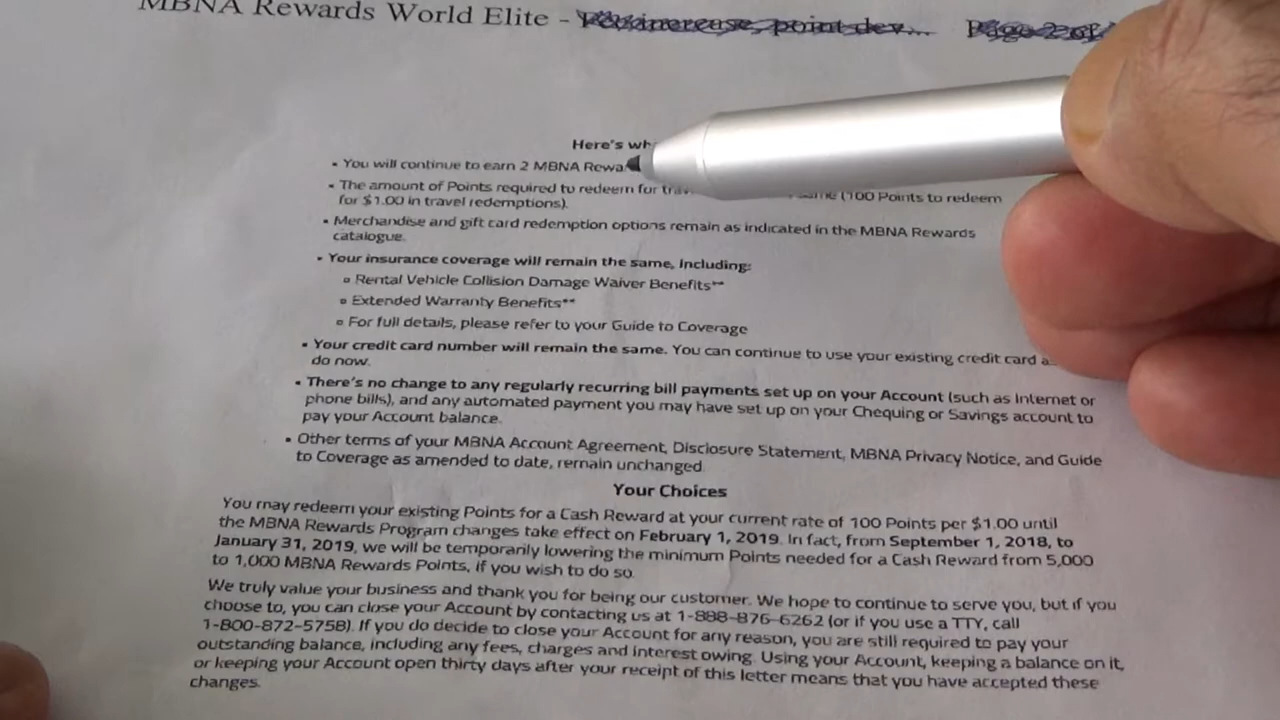 MBNA Rewards World Elite - Fee increase, point dev... Page 2 of
Here's
• You will continue to earn 2 MBNA
• The amount of Points required to redeem for (100 Points to redeem
for $1.00 in travel redemptions).
• Merchandise and gift card redemption options remain as indicated in the MBNA Rewards
catalogue.
• Your insurance coverage will remain the same, including:
o Rental Vehicle Collision Damage Waiver Benefits**
o Extended Warranty Benefits**
o For full details, please refer to your Guide to Coverage
• Your credit card number will remain the same. You can continue to use your existing credit card
do now.
• There's no change to any regularly recurring bill payments set up on your Account (such as Internet or
phone bills), and any automated payment you may have set up on your Chequing or Savings account to
pay your Account balance.
• Other terms of your MBNA Account Agreement, Disclosure Statement, MBNA Privacy Notice, and Guide
to Coverage as amended to date, remain unchanged.
Your Choices
You may redeem your existing Points for a Cash Reward at your current rate of 100 Points per $1.00 until
the MBNA Rewards Program changes take effect on February 1, 2019. In fact, from September 1, 2018, to
January 31, 2019, we will be temporarily lowering the minimum Points needed for a Cash Reward from 5,000
to 1,000 MBNA Rewards Points, if you wish to do so.
We truly value your business and thank you for being our customer. We hope to continue to serve you, but if you
choose to, you can close your Account by contacting us at 1-888-876-6262 (or if you use a TTY, call
1-800-872-5758). If you do decide to close your Account for any reason, you are still required to pay your
outstanding balance, including any fees, charges and interest owing. Using your Account, keeping a balance on it,
or keeping your Account open thirty days after your receipt of this letter means that you have accepted these
changes.